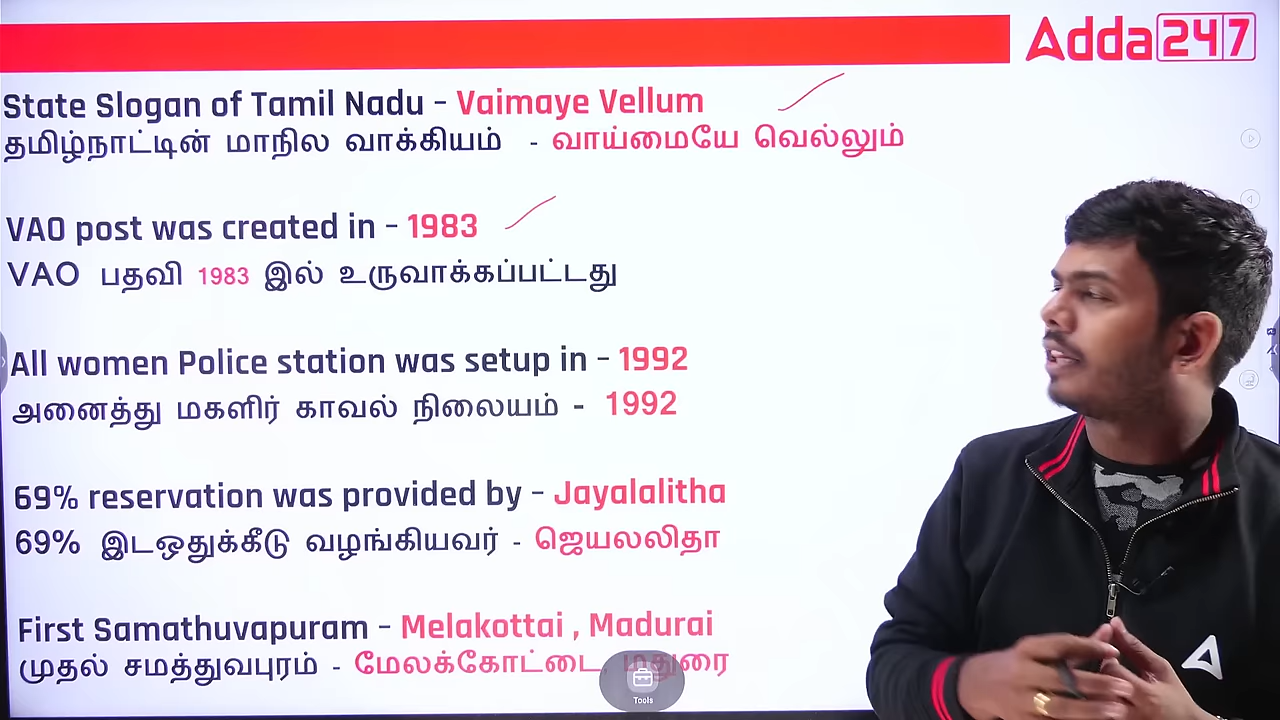 Adda247
State Slogan of Tamil Nadu - Vaimaye Vellum
தமிழ்நாட்டின் மாநில வாக்கியம் - வாய்மையே வெல்லும்
VAO post was created in - 1983
VAO பதவி 1983 இல் உருவாக்கப்பட்டது
All women Police station was setup in - 1992
அனைத்து மகளிர் காவல் நிலையம் - 1992
69% reservation was provided by - Jayalalitha
69% இடஒதுக்கீடு வழங்கியவர் - ஜெயலலிதா
First Samathuvapuram - Melakottai , Madurai
முதல் சமத்துவபுரம் - மேலக்கோட்டை, மதுரை
Tools